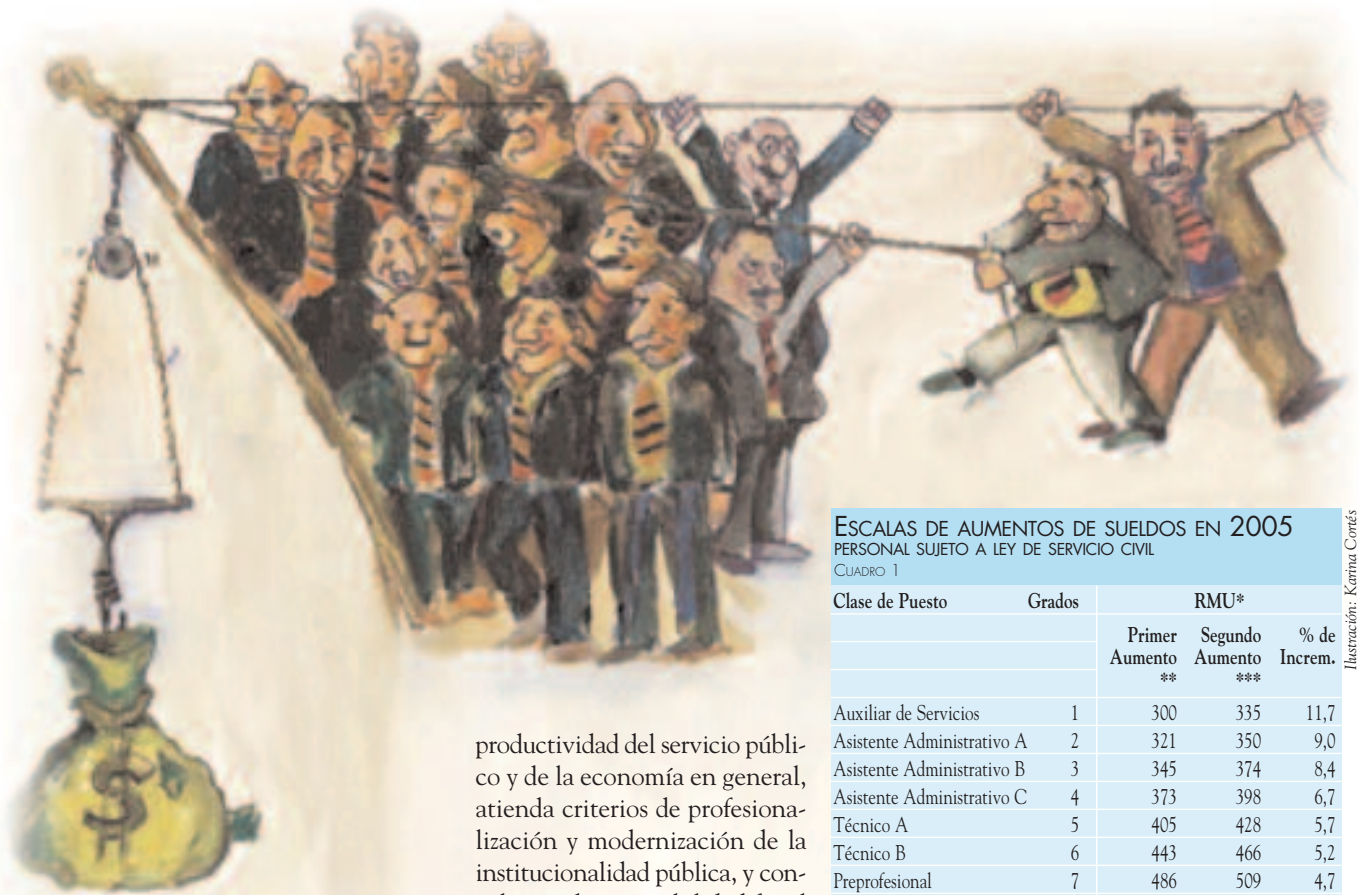 $
productividad del servicio públi-
co y de la economía en general,
atienda criterios de profesiona-
lización y modernización de la
institucionalidad pública, y con-
ESCALAS DE AUMENTOS DE SUELDOS EN 2005
PERSONAL SUJETO A LEY DE SERVICIO CIVIL
CUADRO 1
Clase de Puesto Grados RMU*
Primer Segundo % de
Aumento Aumento Increm.
** ***
Auxiliar de Servicios 1 300 335 11,7
Asistente Administrativo A 2 321 350 9,0
Asistente Administrativo B 3 345 374 8,4
Asistente Administrativo C 4 373 398 6,7
Técnico A 5 405 428 5,7
Técnico B 6 443 466 5,2
Preprofesional 7 486 509 4,7
Ilustración: Karina Cortés